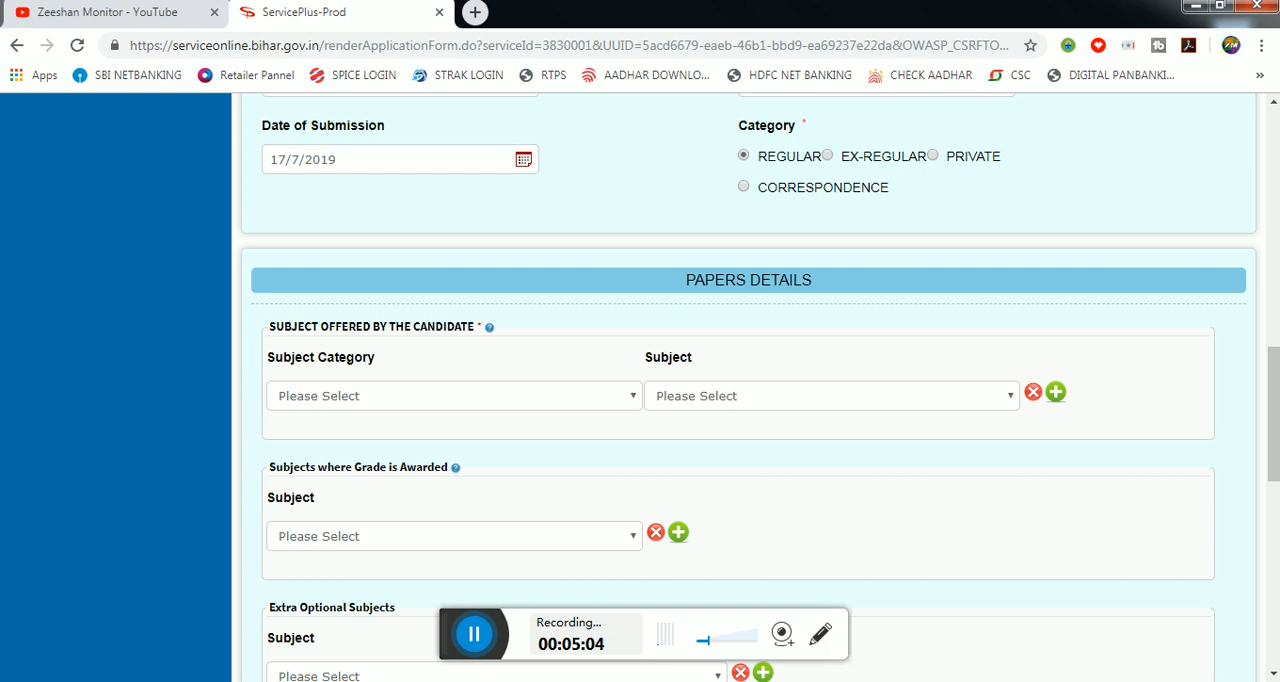 Zeeshan Monitor - YouTube
ServicePlus-Prod
https://serviceonline.bihar.gov.in/renderApplicationForm.do?serviceId=3830001&UUID=5acd6679-eaeb-46b1-bbd9-ea69237e22da&OWASP_CSRFTO...
Apps SBI NETBANKING Retailer Pannel SPICE LOGIN STRAK LOGIN RTPS AADHAR DOWNLO... HDFC NET BANKING CHECK AADHAR CSC DIGITAL PANBANKI... »
Date of Submission
17/7/2019
Category *
REGULAR EX-REGULAR PRIVATE
CORRESPONDENCE
PAPERS DETAILS
SUBJECT OFFERED BY THE CANDIDATE *
Subject Category Subject
Please Select Please Select
Subjects where Grade is Awarded
Subject
Please Select
Extra Optional Subjects
Subject
Please Select
Recording...
00:05:04